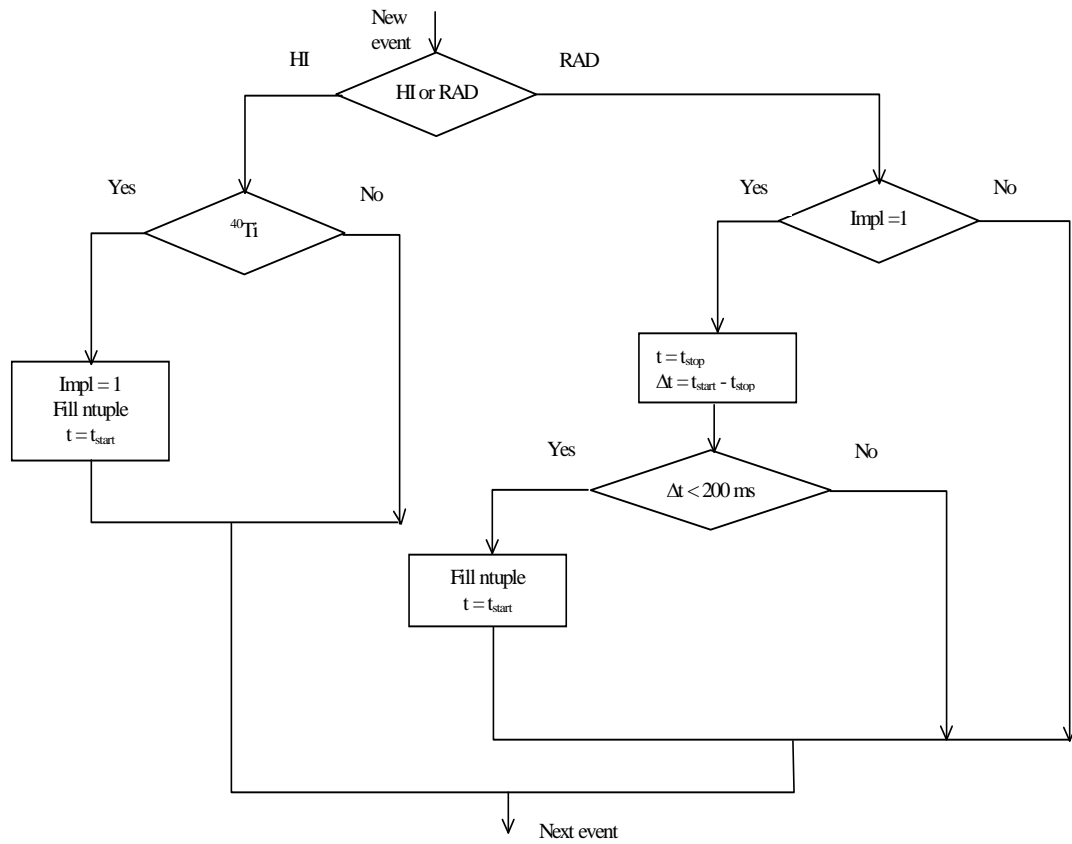 New
event
HI
RAD
HI or RAD
Yes
No
⁴⁰Ti
Yes
No
Impl =1
Impl = 1
Fill ntuple
t = tstart
t = tstop
Δt = tstart - tstop
Yes
No
Δt < 200 ms
Fill ntuple
t = tstart
Next event